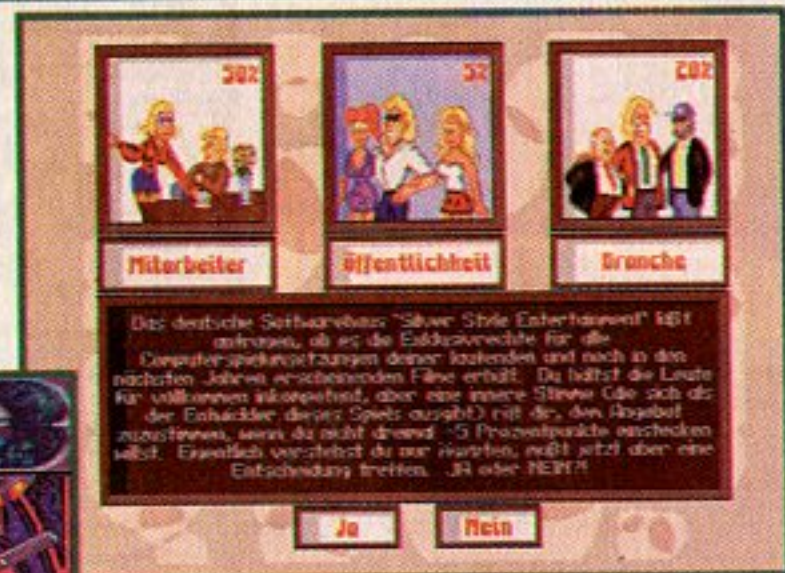 50%
5%
20%
Mitarbeiter
Öffentlichkeit
Branche
Das deutsche Softwarehaus "Silver Style Entertainment" läßt
anfragen, ob es die Exklusivrechte für alle
Computerspielumsetzungen deiner laufenden und noch in den
nächsten Jahren erscheinenden Filme erhält. Du hältst die Leute
für vollkommen inkompetent, aber eine innere Stimme (die sich als
der Entwickler dieses Spiels ausgibt) rät dir, dem Angebot
zuzustimmen, wenn du nicht dreimal -5 Prozentpunkte einstecken
willst. Eigentlich verstehst du nur, mußt jetzt aber eine
Entscheidung treffen. JA oder NEIN?!
Ja
Nein